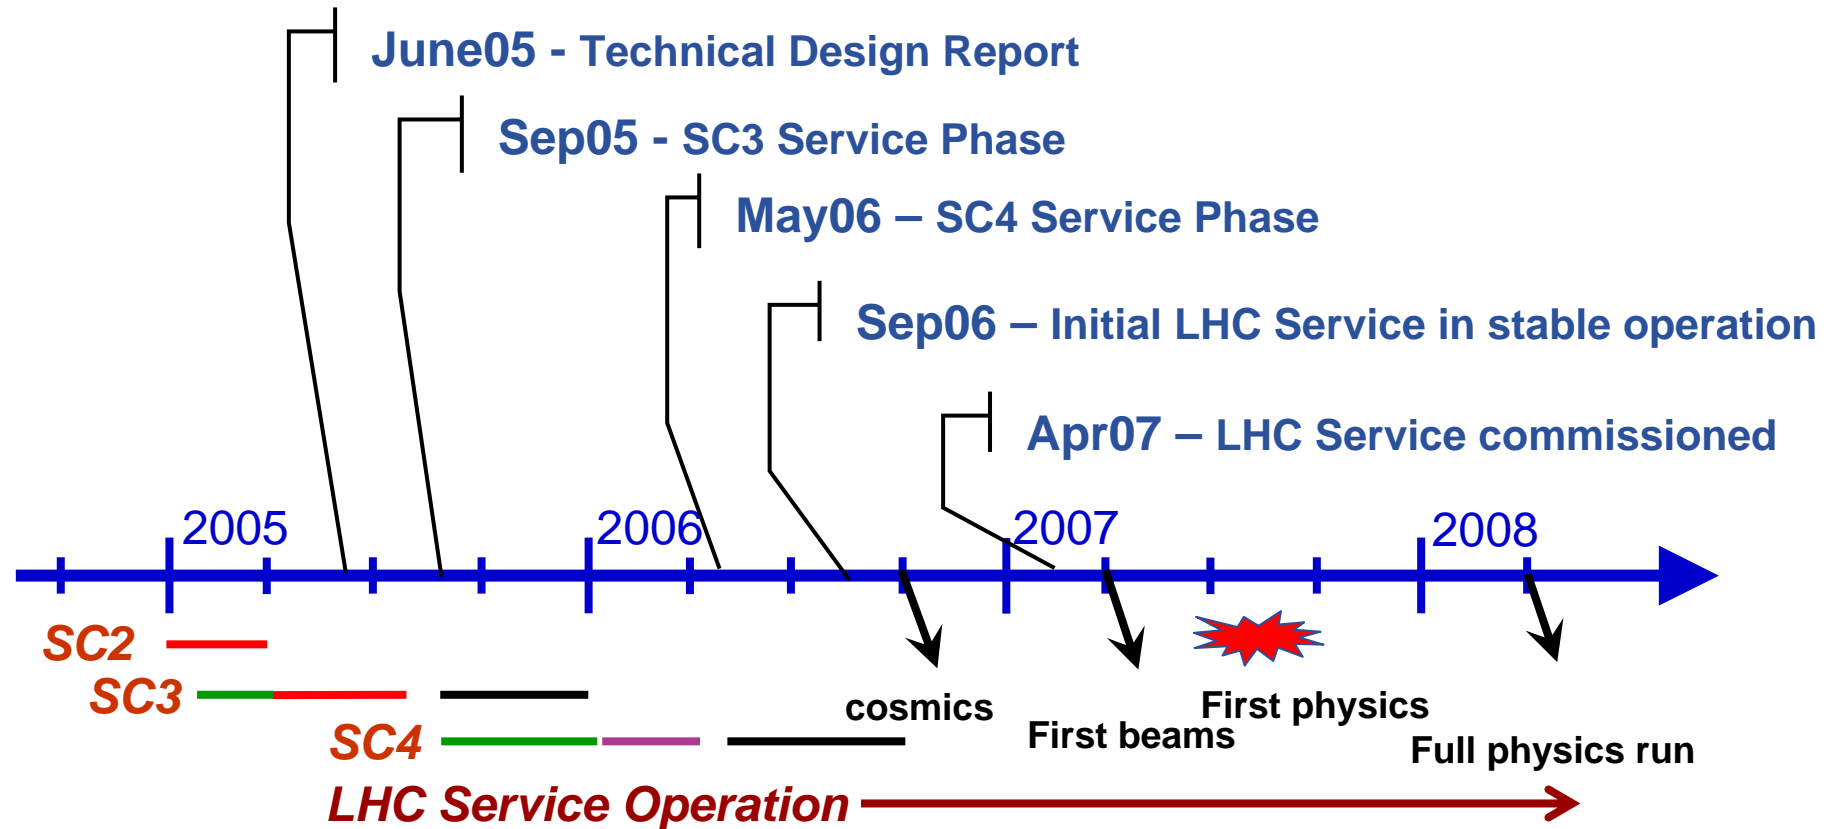 June05 - Technical Design Report
Sep05 - SC3 Service Phase
May06 – SC4 Service Phase
Sep06 – Initial LHC Service in stable operation
Apr07 – LHC Service commissioned
2005
2006
2007
2008
SC2
SC3
SC4
cosmics
First beams
First physics
Full physics run
LHC Service Operation